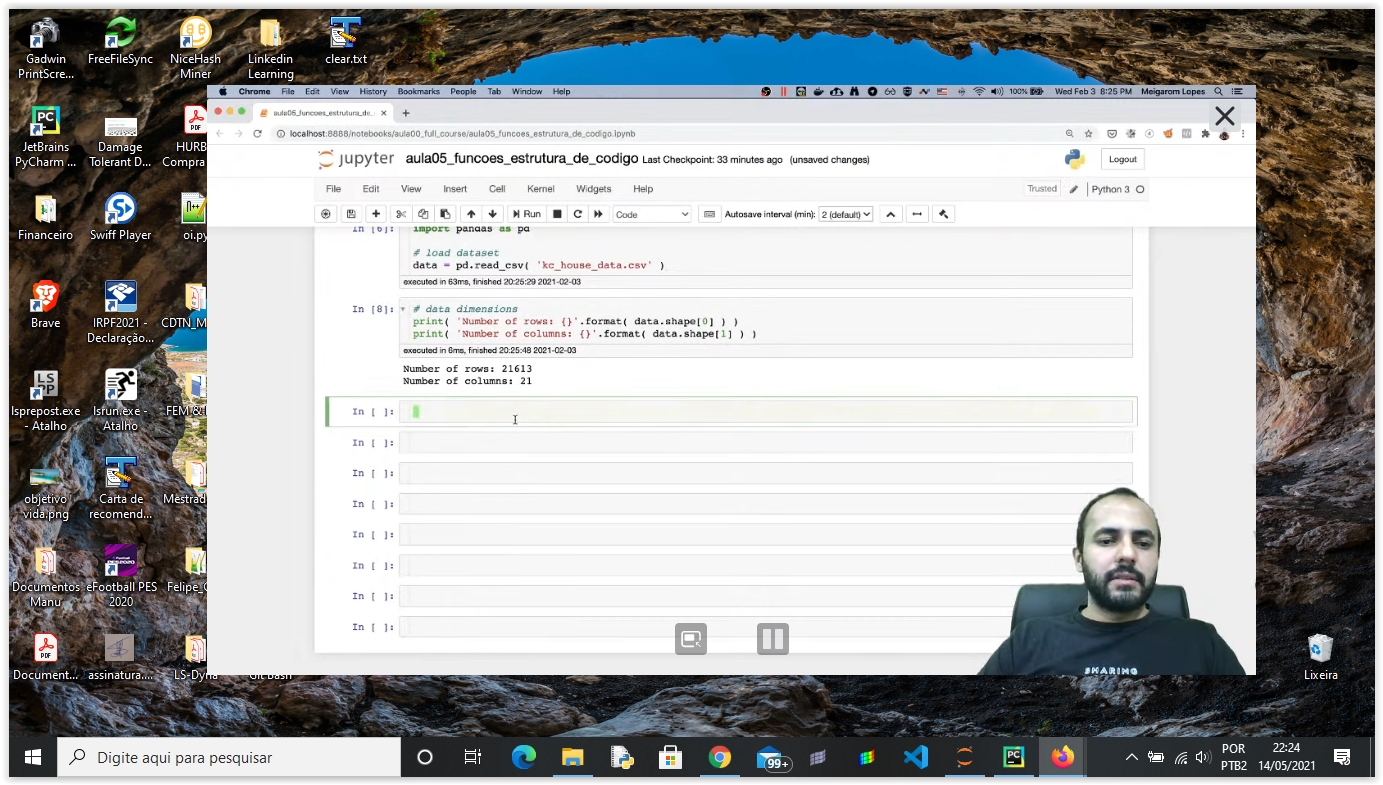 Gadwin PrintScre...
FreeFileSync
NiceHash Miner
Linkedin Learning
clear.txt
JetBrains PyCharm ...
Damage Tolerant D...
HURB Compra
Financeiro
Swiff Player
oi.py
Brave
IRPF2021 - Declaração...
CDTN_M
lsprepost.exe - Atalho
lsrun.exe - Atalho
FEM &
objetivo vida.png
Carta de recomend...
Mestrad
Documentos Manu
eFootball PES 2020
Felipe_
Document...
assinatura....
LS-Dyna
Git Bash
Lixeira
Chrome File Edit View History Bookmarks People Tab Window Help
100% Wed Feb 3 8:25 PM Meigarom Lopes
aula05_funcoes_estrutura_de_
localhost:8888/notebooks/aula00_full_course/aula05_funcoes_estrutura_de_codigo.ipynb
jupyter aula05_funcoes_estrutura_de_codigo Last Checkpoint: 33 minutes ago (unsaved changes)
Logout
File Edit View Insert Cell Kernel Widgets Help
Trusted
Python 3
Run
Code
Autosave interval (min): 2 (default)
In [6]: import pandas as pd
# load dataset
data = pd.read_csv( 'kc_house_data.csv' )
executed in 63ms, finished 20:25:29 2021-02-03
In [8]: # data dimensions
print( 'Number of rows: {}'.format( data.shape[0] ) )
print( 'Number of columns: {}'.format( data.shape[1] ) )
executed in 6ms, finished 20:25:48 2021-02-03
Number of rows: 21613
Number of columns: 21
In [ ]:
In [ ]:
In [ ]:
In [ ]:
In [ ]:
In [ ]:
In [ ]:
In [ ]:
SHARING
Digite aqui para pesquisar
99+
POR
PTB2
22:24
14/05/2021